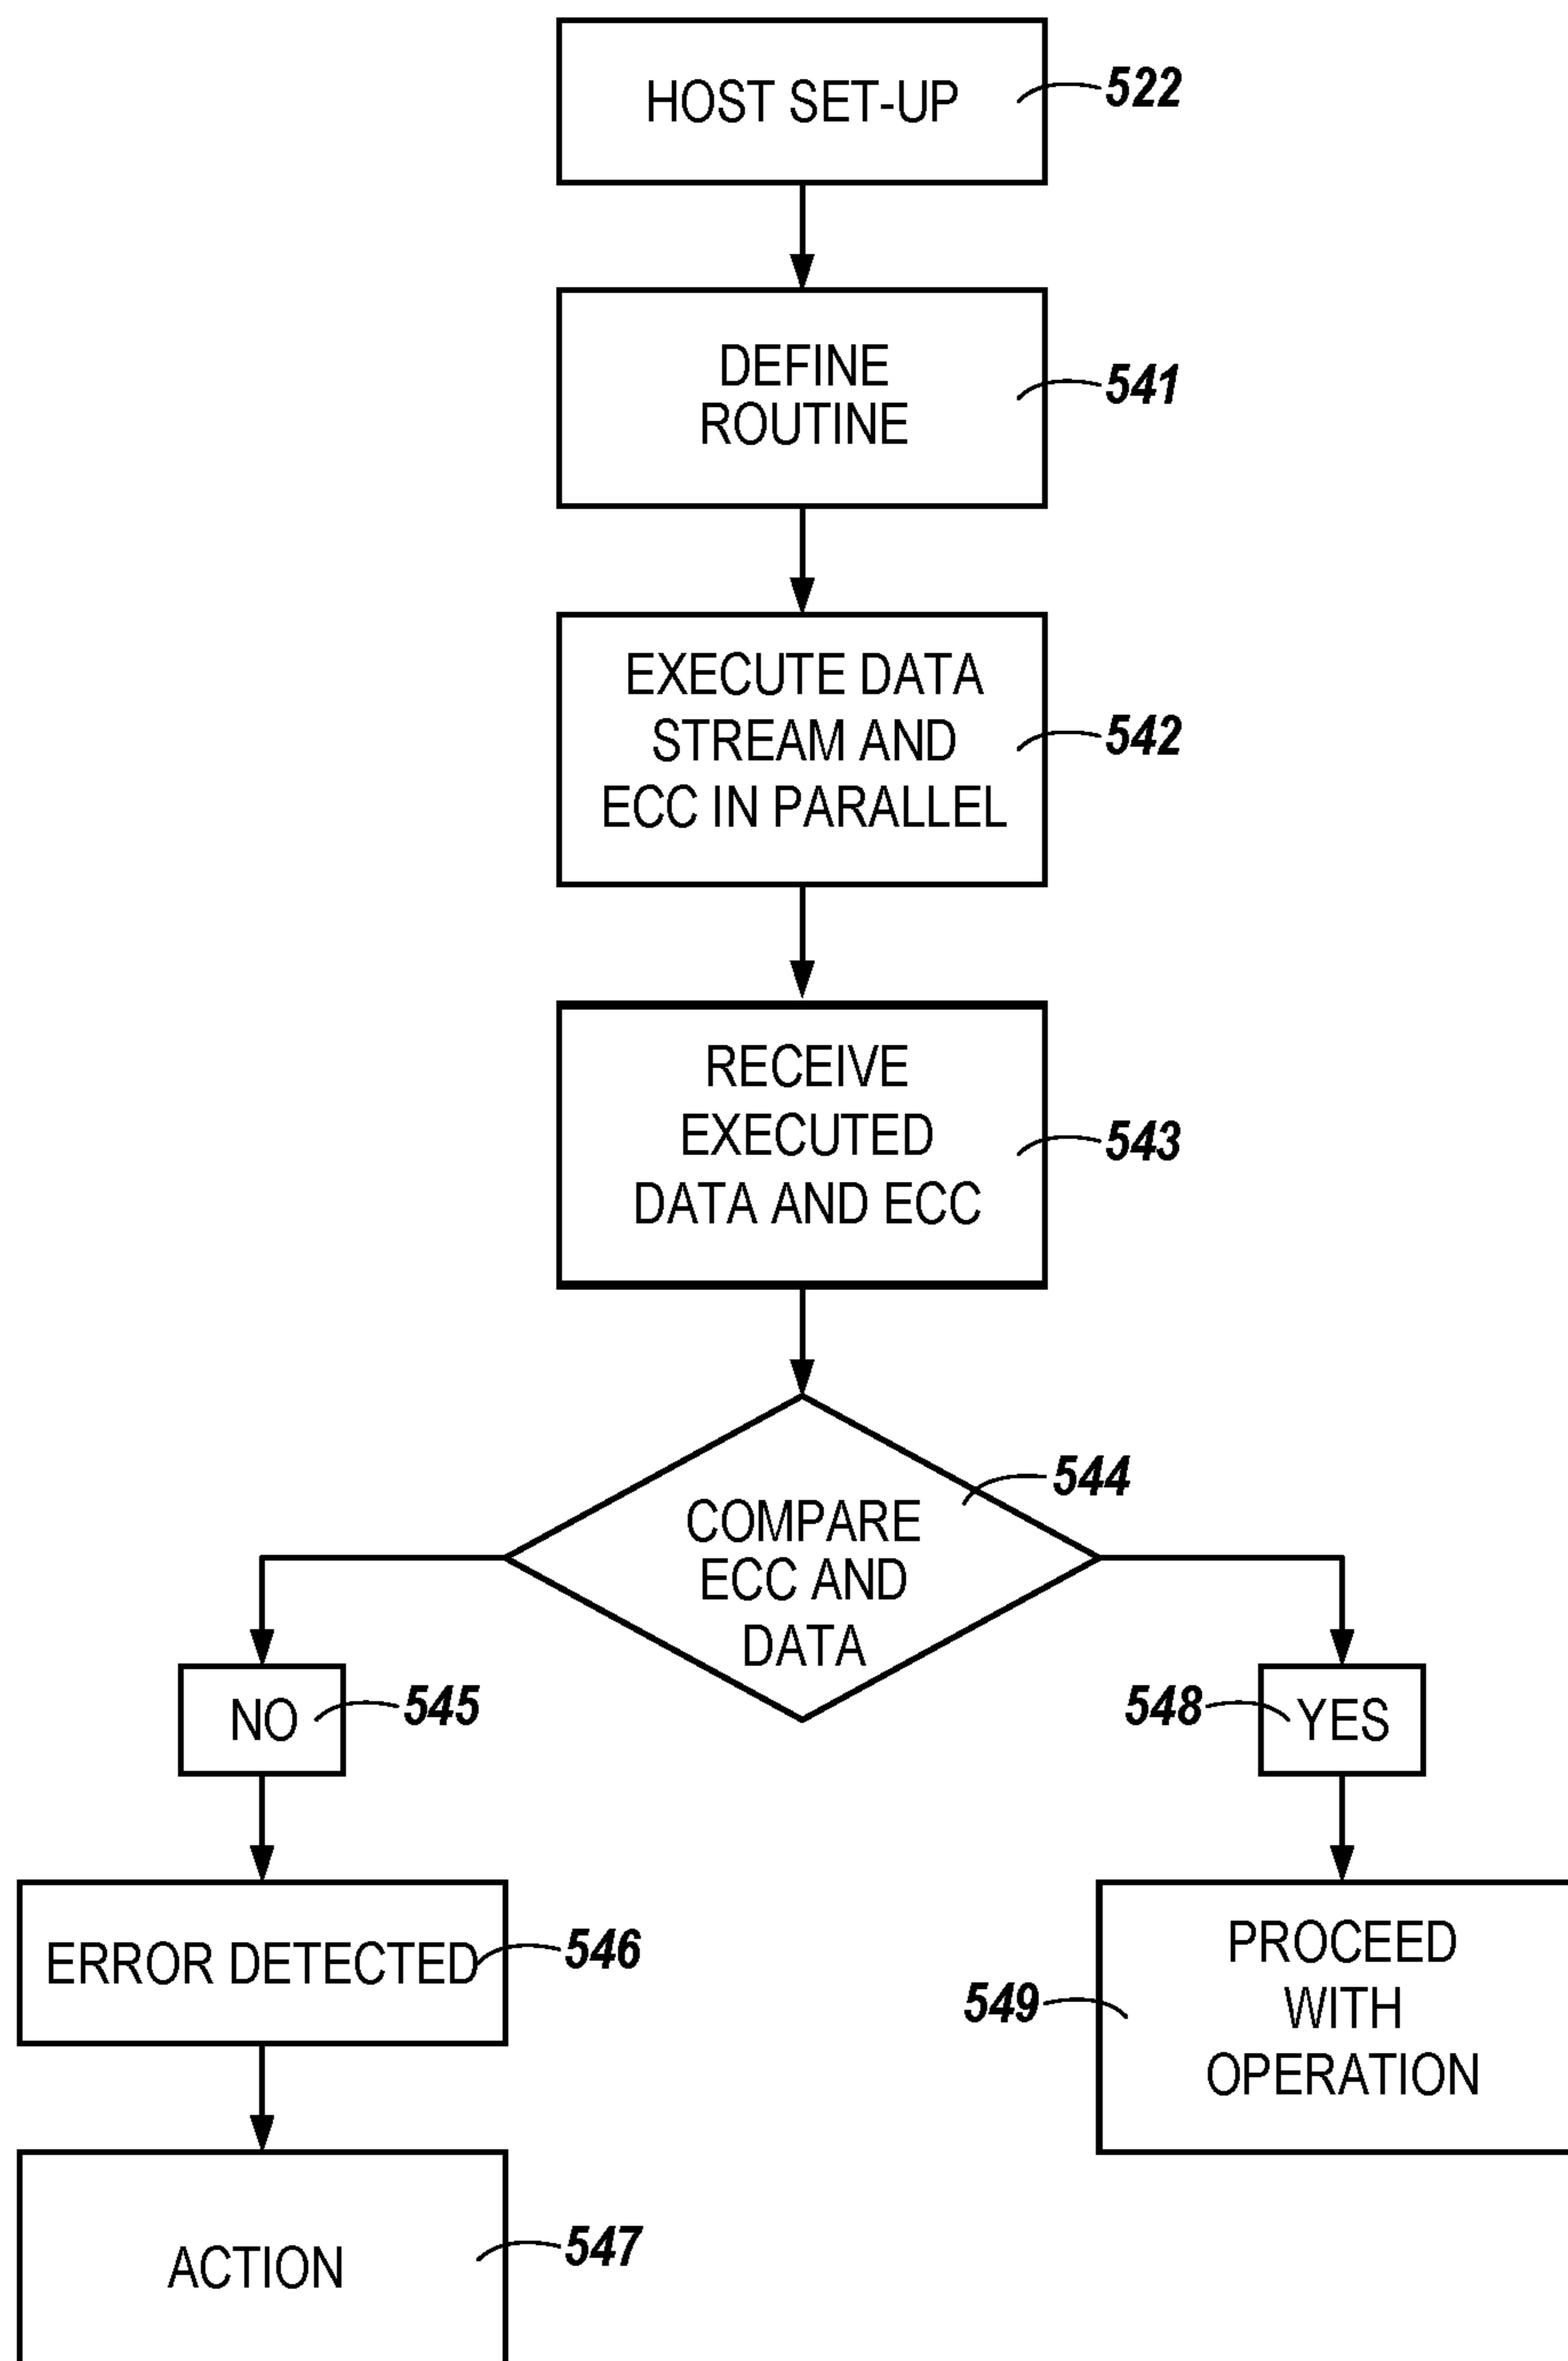 HOST SET-UP
522
DEFINE
ROUTINE
541
EXECUTE DATA
STREAM AND
ECC IN PARALLEL
542
RECEIVE
EXECUTED
DATA AND ECC
543
COMPARE
ECC AND
DATA
544
NO
545
548
YES
ERROR DETECTED
546
549
PROCEED
WITH
OPERATION
ACTION
547